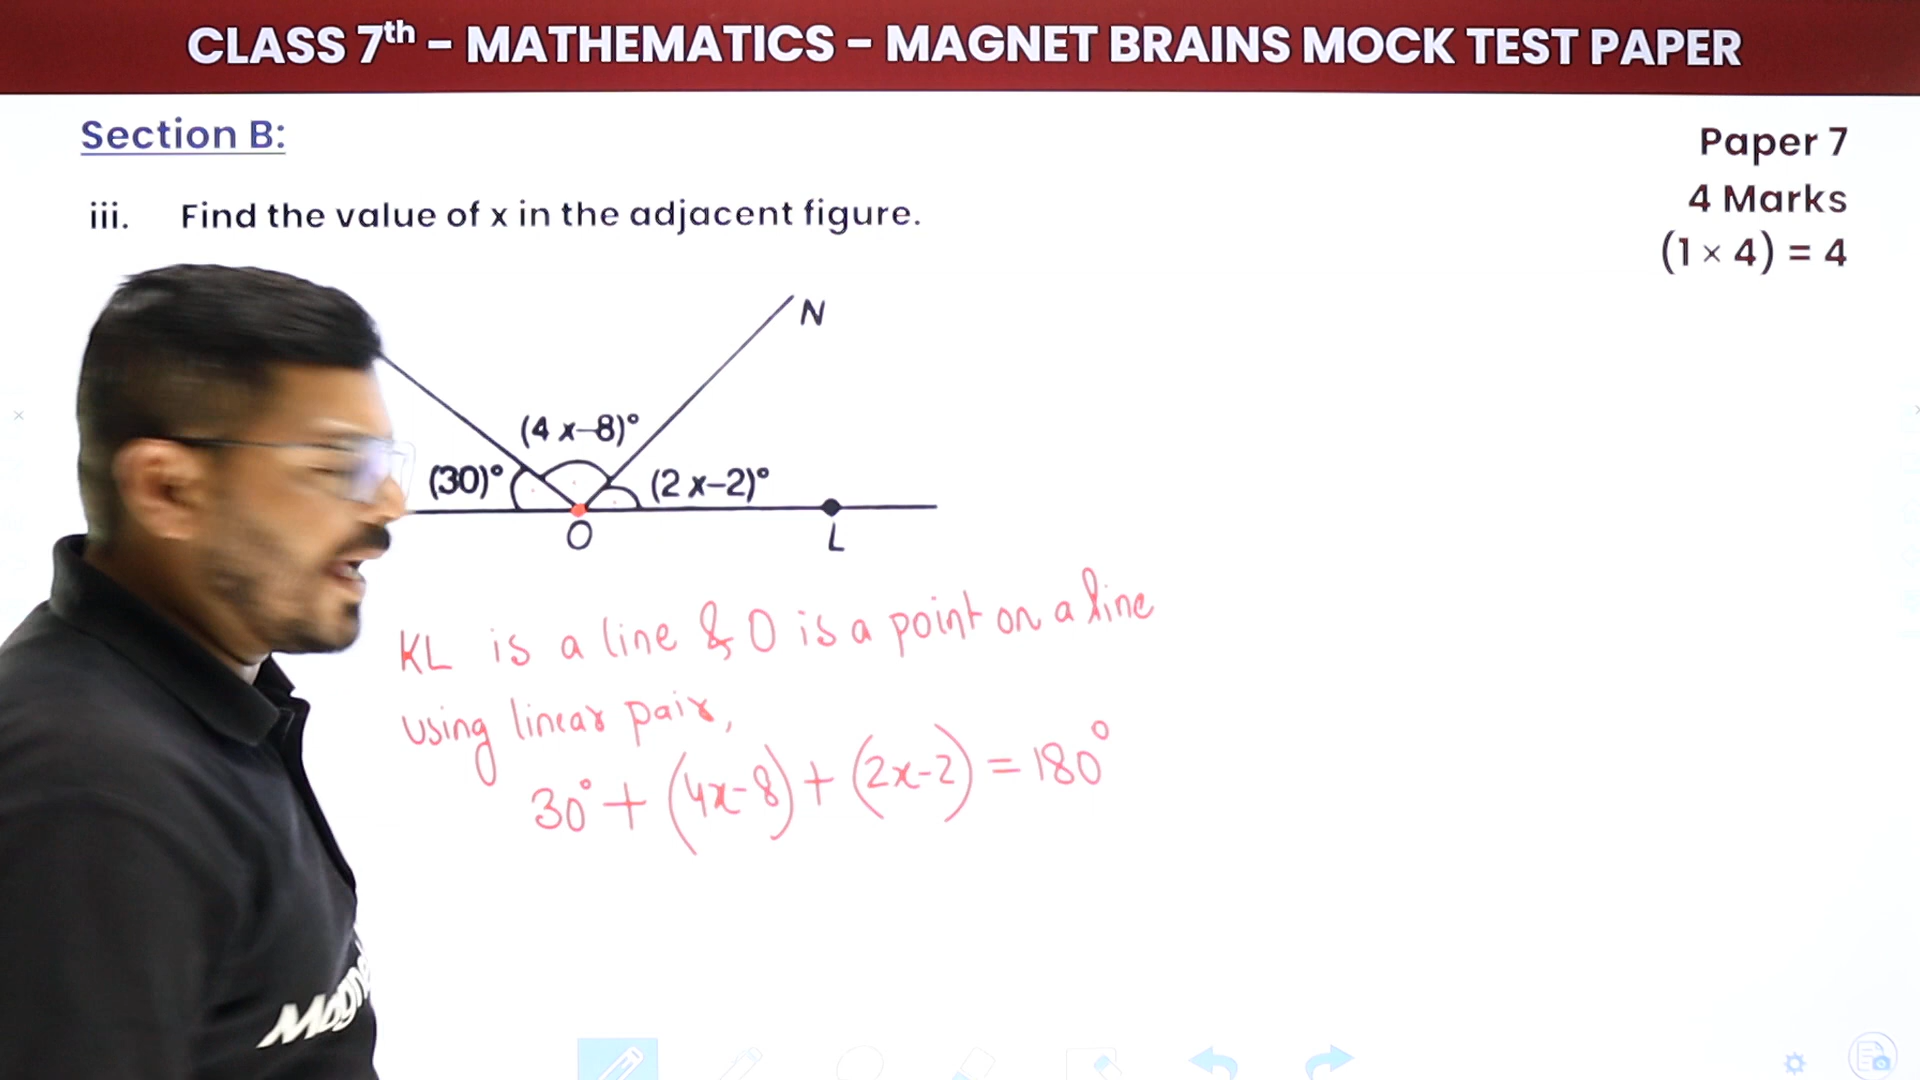 CLASS 7th – MATHEMATICS – MAGNET BRAINS MOCK TEST PAPER
Section B:
Paper 7
4 Marks
(1 × 4) = 4
iii. Find the value of x in the adjacent figure.
N
(4 x–8)°
(30)°
(2 x–2)°
O
L
KL is a line & O is a point on a line
using linear pair,
30° + (4x-8) + (2x-2) = 180°